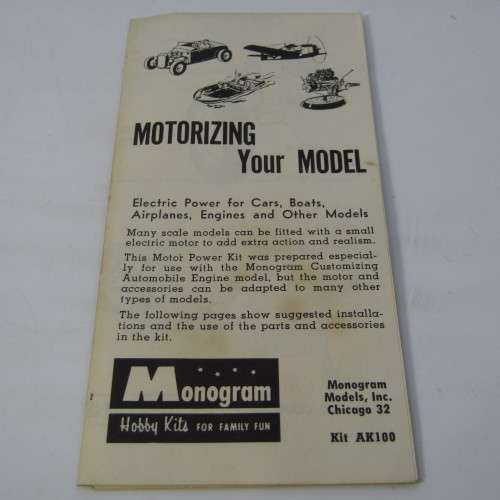 MOTORIZING
Your MODEL
Electric Power for Cars, Boats,
Airplanes, Engines and Other Models
Many scale models can be fitted with a small
electric motor to add extra action and realism.
This Motor Power Kit was prepared especial-
ly for use with the Monogram Customizing
Automobile Engine model, but the motor and
accessories can be adapted to many other
types of models.
The following pages show suggested installa-
tions and the use of the parts and accessories
in the kit.
Monogram
Hobby Kits FOR FAMILY FUN
Monogram
Models, Inc.
Chicago 32
Kit AK100